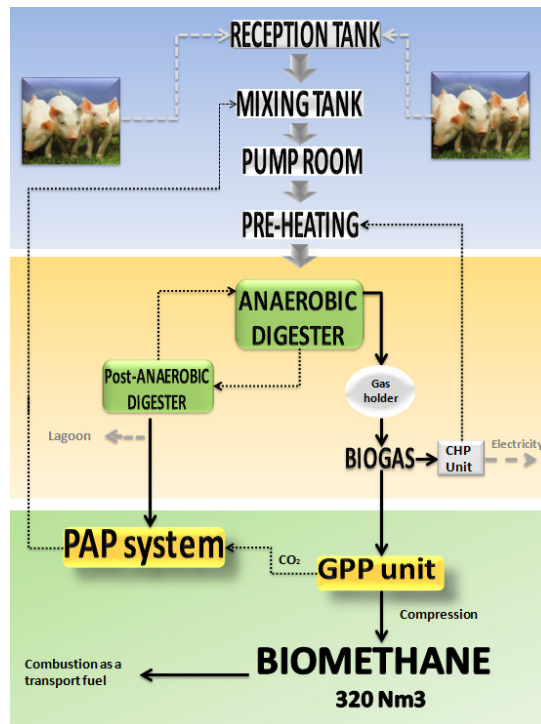 RECEPTION TANK
MIXING TANK
PUMP ROOM
PRE-HEATING
ANAEROBIC
DIGESTER
Post-ANAEROBIC
DIGESTER
Gas
holder
Lagoon
BIOGAS
CHP
Unit
Electricity
PAP system
CO₂
GPP unit
Compression
BIOMETHANE
320 Nm3
Combustion as a
transport fuel